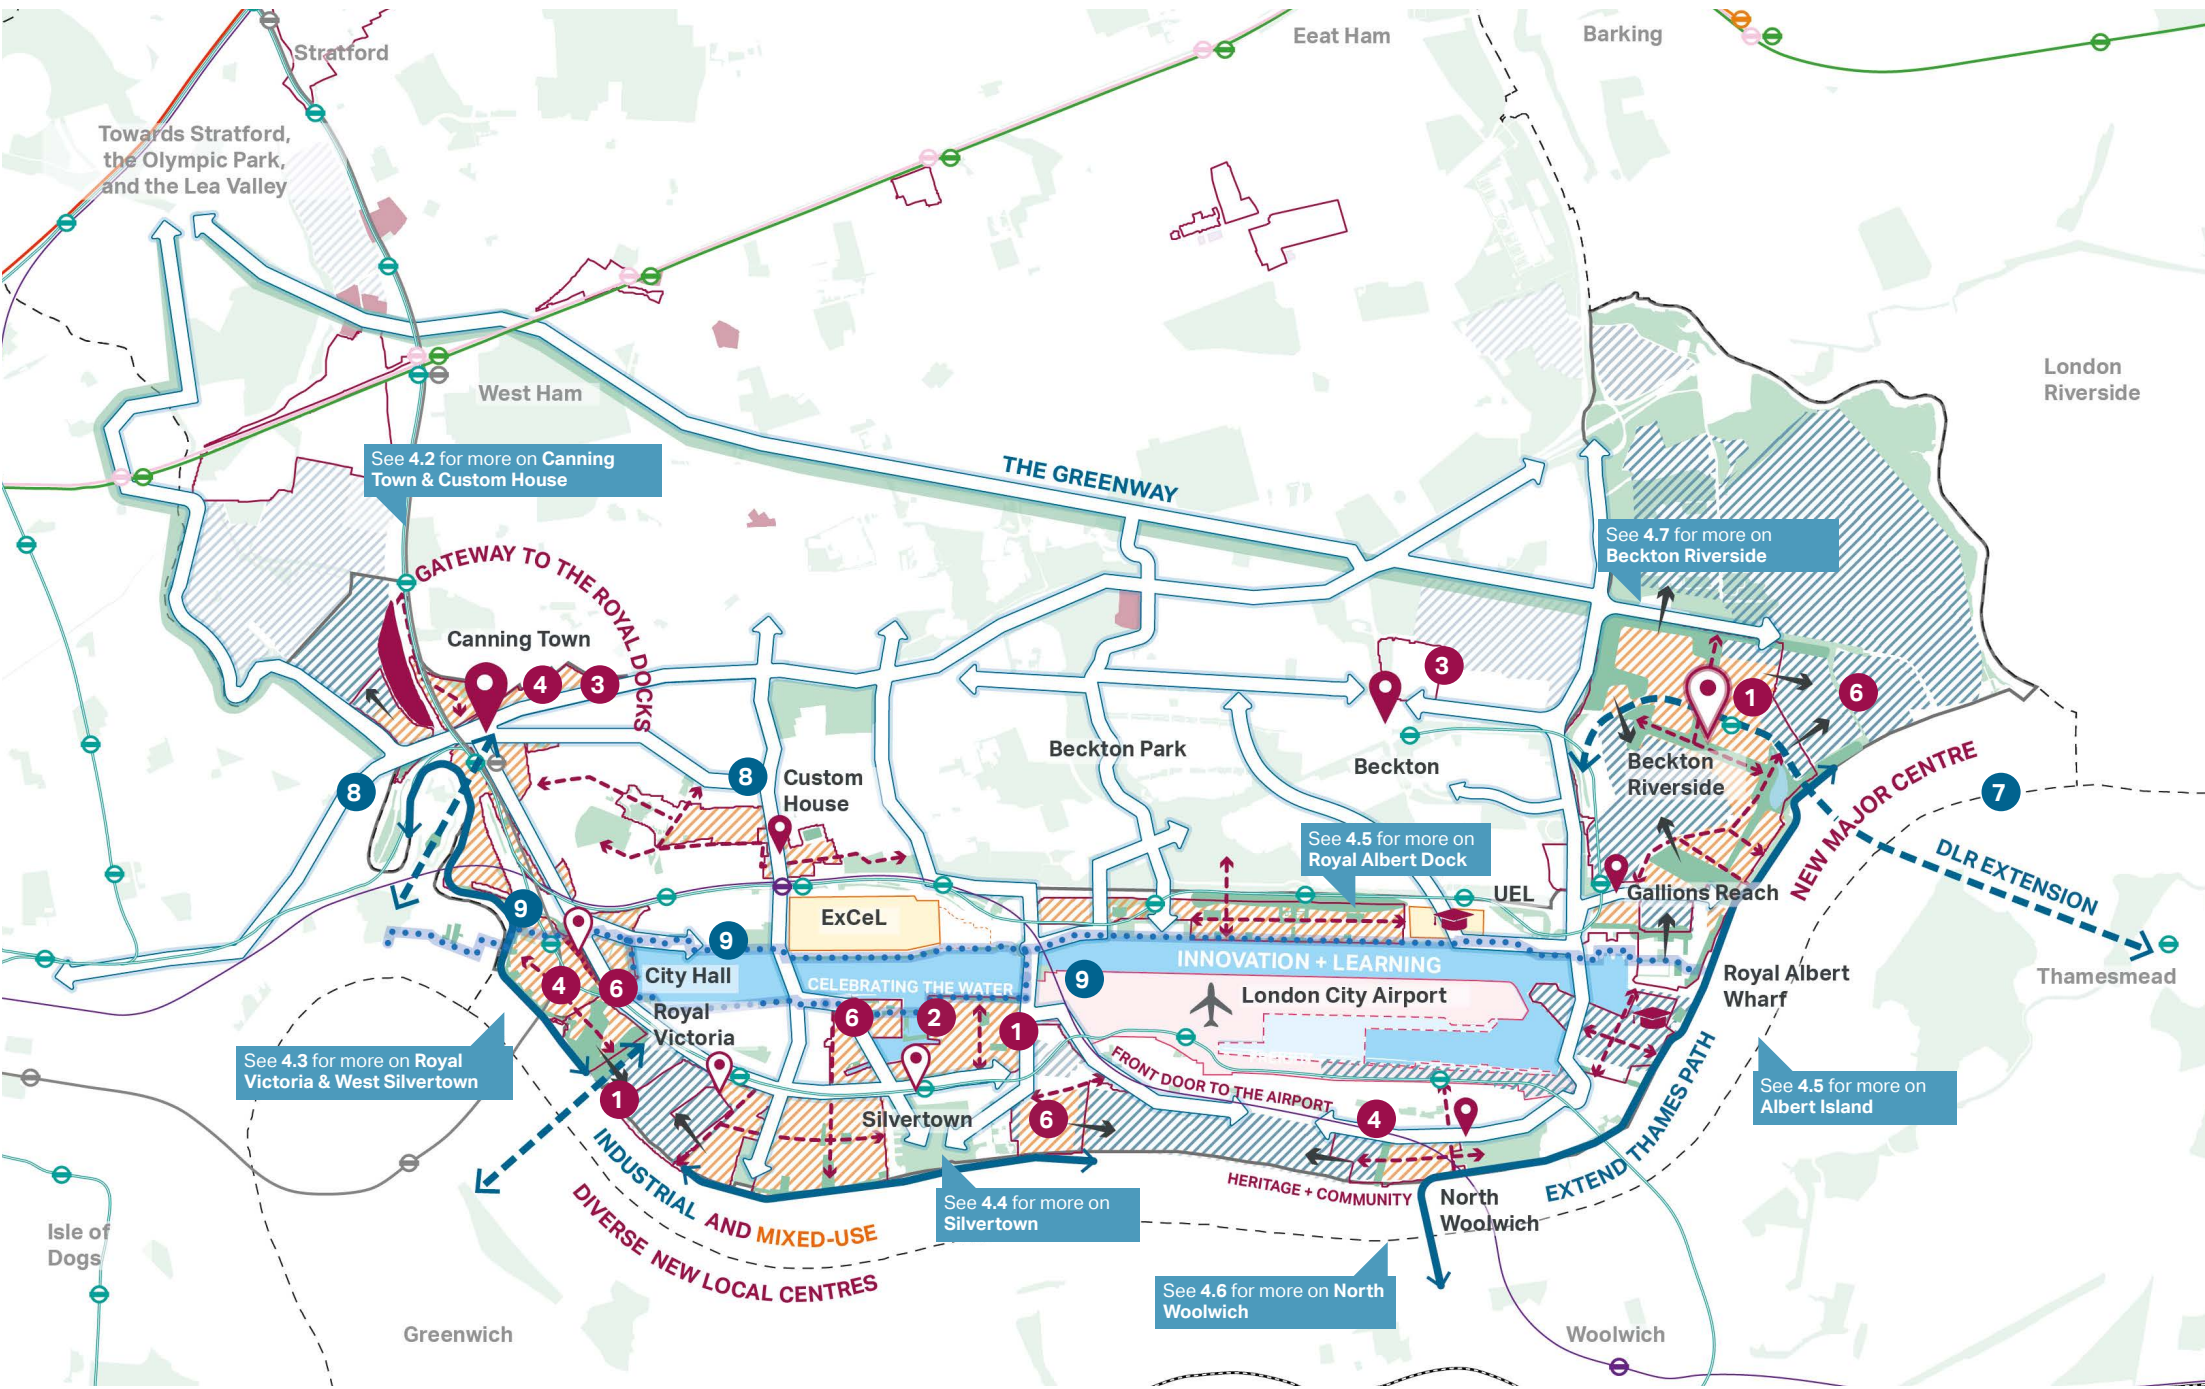 Stratford
Eeat Ham
Barking
Towards Stratford,
the Olympic Park,
and the Lea Valley
London
Riverside
West Ham
See 4.2 for more on Canning
Town & Custom House
THE GREENWAY
See 4.7 for more on
Beckton Riverside
GATEWAY TO THE ROYAL DOCKS
Canning Town
4
3
3
1
6
Beckton Park
Beckton
Beckton
Riverside
8
8
Custom
House
7
NEW MAJOR CENTRE
See 4.5 for more on
Royal Albert Dock
DLR EXTENSION
UEL
Gallions Reach
9
ExCeL
9
INNOVATION + LEARNING
4
6
City Hall
CELEBRATING THE WATER
9
London City Airport
Royal Albert
Wharf
Thamesmead
Royal
Victoria
6
2
1
See 4.3 for more on Royal
Victoria & West Silvertown
FRONT DOOR TO THE AIRPORT
EXTEND THAMES PATH
See 4.5 for more on
Albert Island
1
Silvertown
6
4
INDUSTRIAL AND MIXED-USE
DIVERSE NEW LOCAL CENTRES
HERITAGE + COMMUNITY
See 4.4 for more on
Silvertown
North
Woolwich
Isle of
Dogs
See 4.6 for more on North
Woolwich
Greenwich
Woolwich